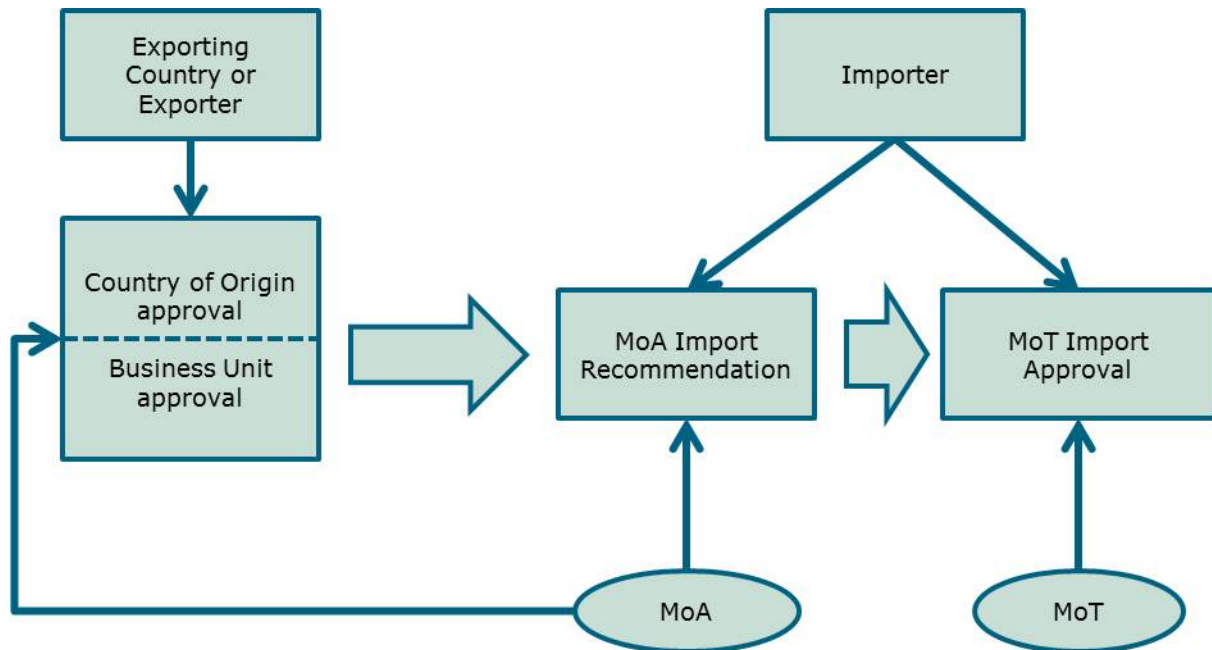 Exporting
Country or
Exporter
Importer
Country of Origin
approval
Business Unit
approval
MoA Import
Recommendation
MoT Import
Approval
MoA
MoT